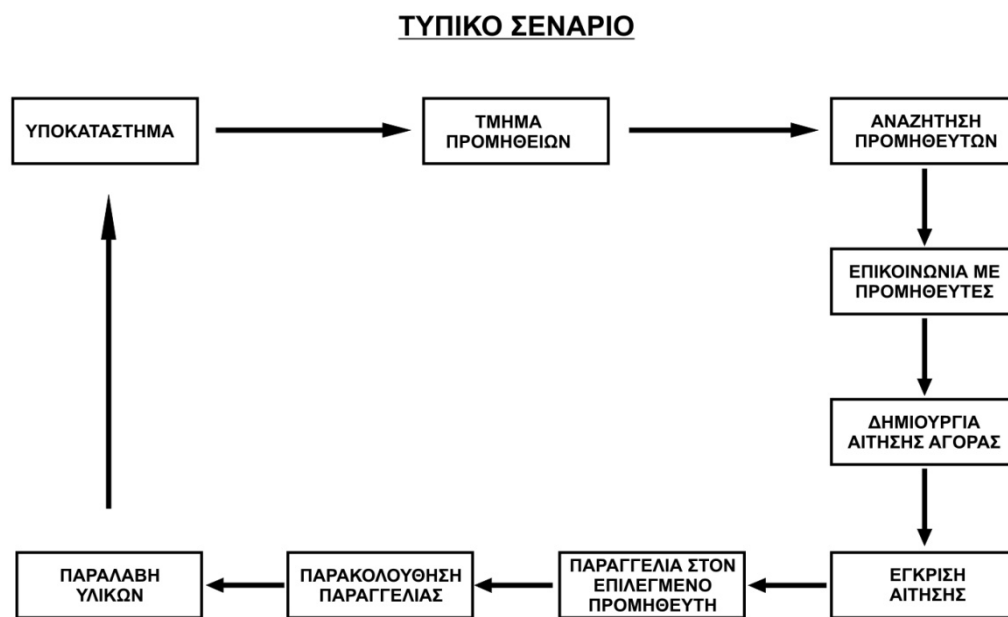 ΤΥΠΙΚΟ ΣΕΝΑΡΙΟ
ΥΠΟΚΑΤΑΣΤΗΜΑ
ΤΜΗΜΑ
ΠΡΟΜΗΘΕΙΩΝ
ΑΝΑΖΗΤΗΣΗ
ΠΡΟΜΗΘΕΥΤΩΝ
ΕΠΙΚΟΙΝΩΝΙΑ ΜΕ
ΠΡΟΜΗΘΕΥΤΕΣ
ΔΗΜΙΟΥΡΓΙΑ
ΑΙΤΗΣΗΣ ΑΓΟΡΑΣ
ΕΓΚΡΙΣΗ
ΑΙΤΗΣΗΣ
ΠΑΡΑΓΓΕΛΙΑ ΣΤΟΝ
ΕΠΙΛΕΓΜΕΝΟ
ΠΡΟΜΗΘΕΥΤΗ
ΠΑΡΑΚΟΛΟΥΘΗΣΗ
ΠΑΡΑΓΓΕΛΙΑΣ
ΠΑΡΑΛΑΒΗ
ΥΛΙΚΩΝ